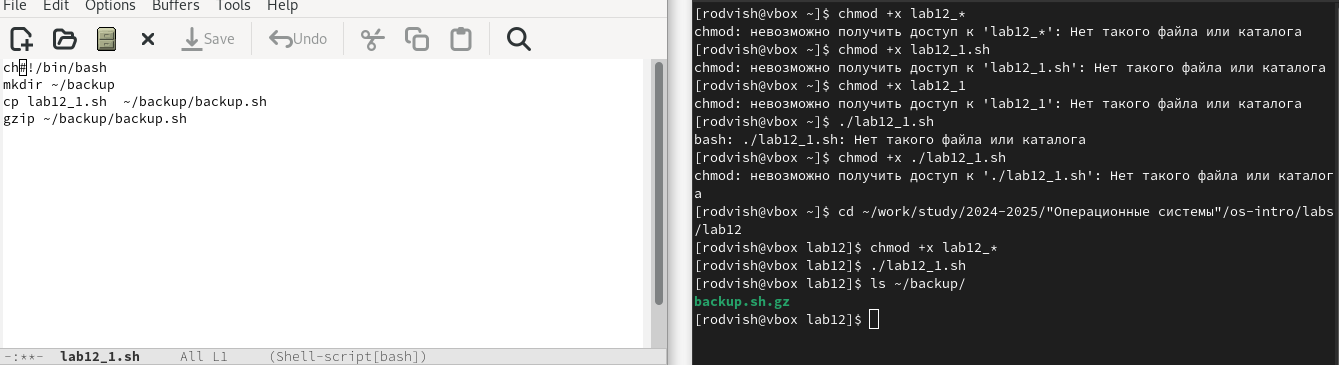 File Edit Options Buffers Tools Help
Save Undo
ch#!/bin/bash
mkdir ~/backup
cp lab12_1.sh  ~/backup/backup.sh
gzip ~/backup/backup.sh
-:**-  lab12_1.sh     All L1     (Shell-script[bash])
[rodvish@vbox ~]$ chmod +x lab12_*
chmod: невозможно получить доступ к 'lab12_*': Нет такого файла или каталога
[rodvish@vbox ~]$ chmod +x lab12_1.sh
chmod: невозможно получить доступ к 'lab12_1.sh': Нет такого файла или каталога
[rodvish@vbox ~]$ chmod +x lab12_1
chmod: невозможно получить доступ к 'lab12_1': Нет такого файла или каталога
[rodvish@vbox ~]$ ./lab12_1.sh
bash: ./lab12_1.sh: Нет такого файла или каталога
[rodvish@vbox ~]$ chmod +x ./lab12_1.sh
chmod: невозможно получить доступ к './lab12_1.sh': Нет такого файла или каталог
а
[rodvish@vbox ~]$ cd ~/work/study/2024-2025/"Операционные системы"/os-intro/labs
/lab12
[rodvish@vbox lab12]$ chmod +x lab12_*
[rodvish@vbox lab12]$ ./lab12_1.sh
[rodvish@vbox lab12]$ ls ~/backup/
backup.sh.gz
[rodvish@vbox lab12]$